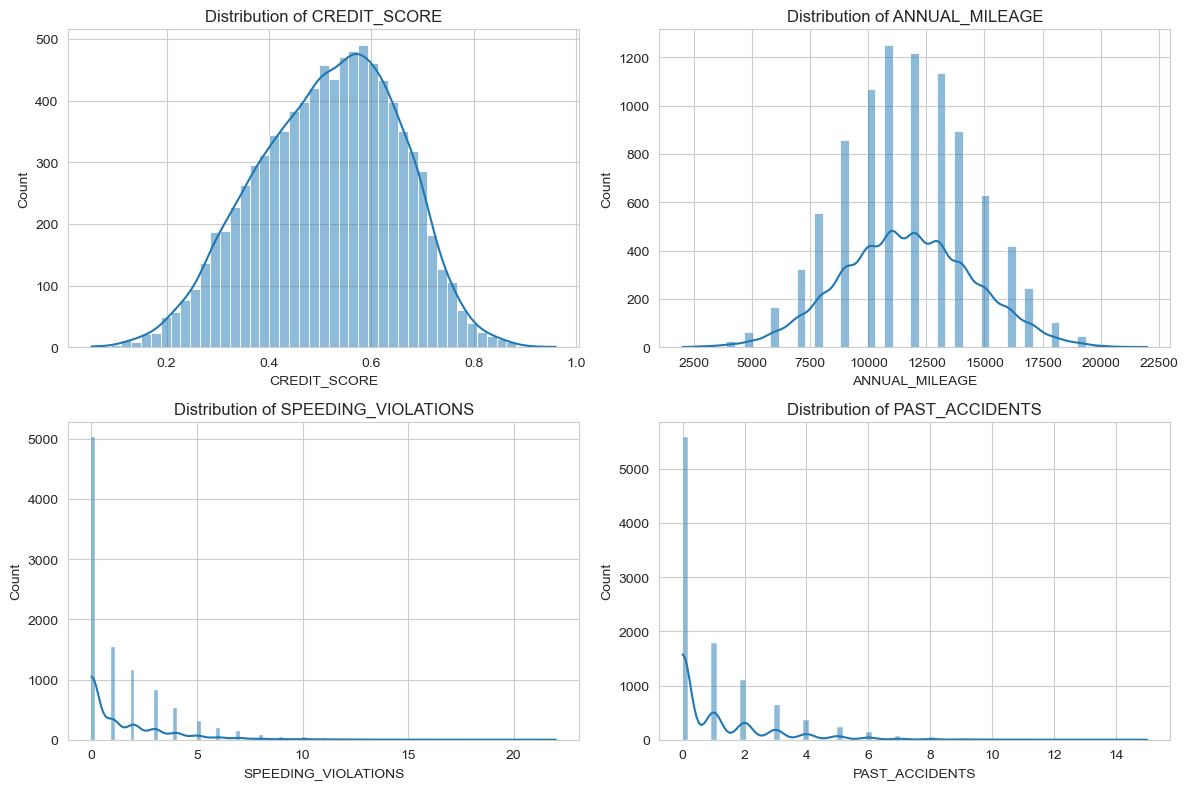 Distribution of CREDIT_SCORE
500
400
300
200
100
0
Count
0.2 0.4 0.6 0.8 1.0
CREDIT_SCORE
Distribution of ANNUAL_MILEAGE
1200
1000
800
600
400
200
0
Count
2500 5000 7500 10000 12500 15000 17500 20000 22500
ANNUAL_MILEAGE
Distribution of SPEEDING_VIOLATIONS
5000
4000
3000
2000
1000
0
Count
0 5 10 15 20
SPEEDING_VIOLATIONS
Distribution of PAST_ACCIDENTS
5000
4000
3000
2000
1000
0
Count
0 2 4 6 8 10 12 14
PAST_ACCIDENTS